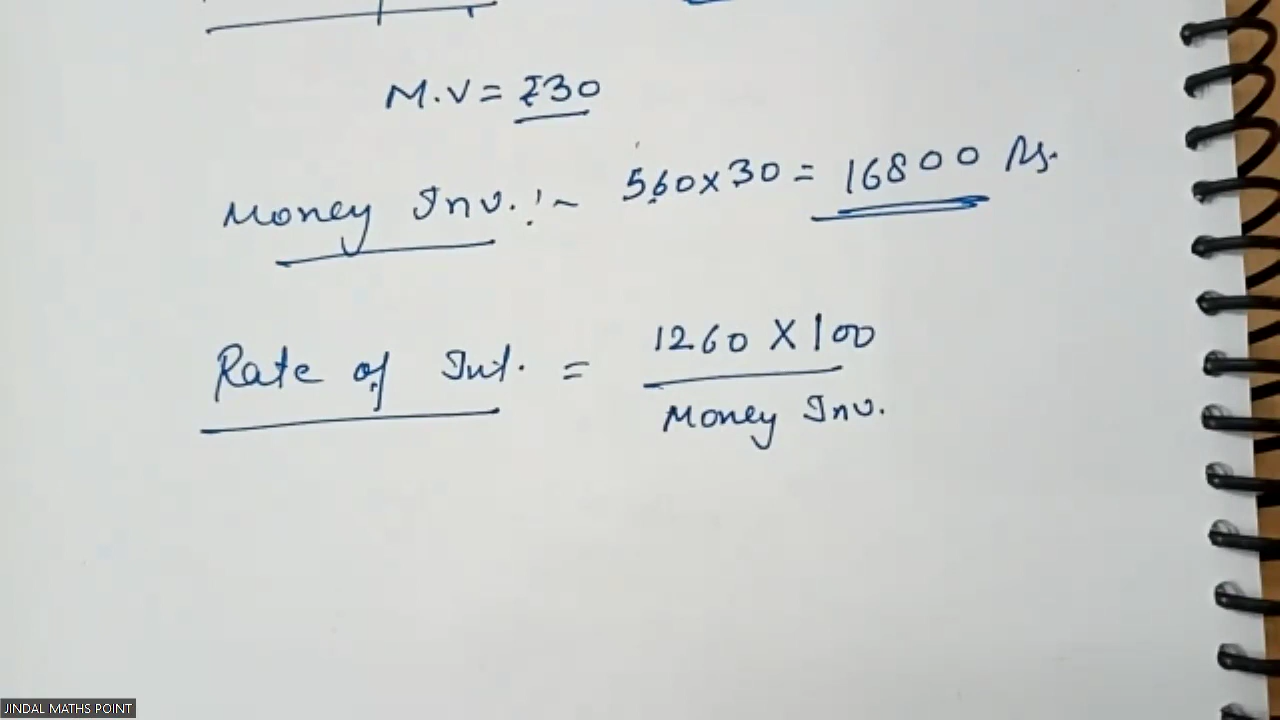 M.V = ₹30
Money Inv. :~ 560x30 = 16800 Rs.
Rate of Int. = 1260 X 100
Money Inv.
JINDAL MATHS POINT